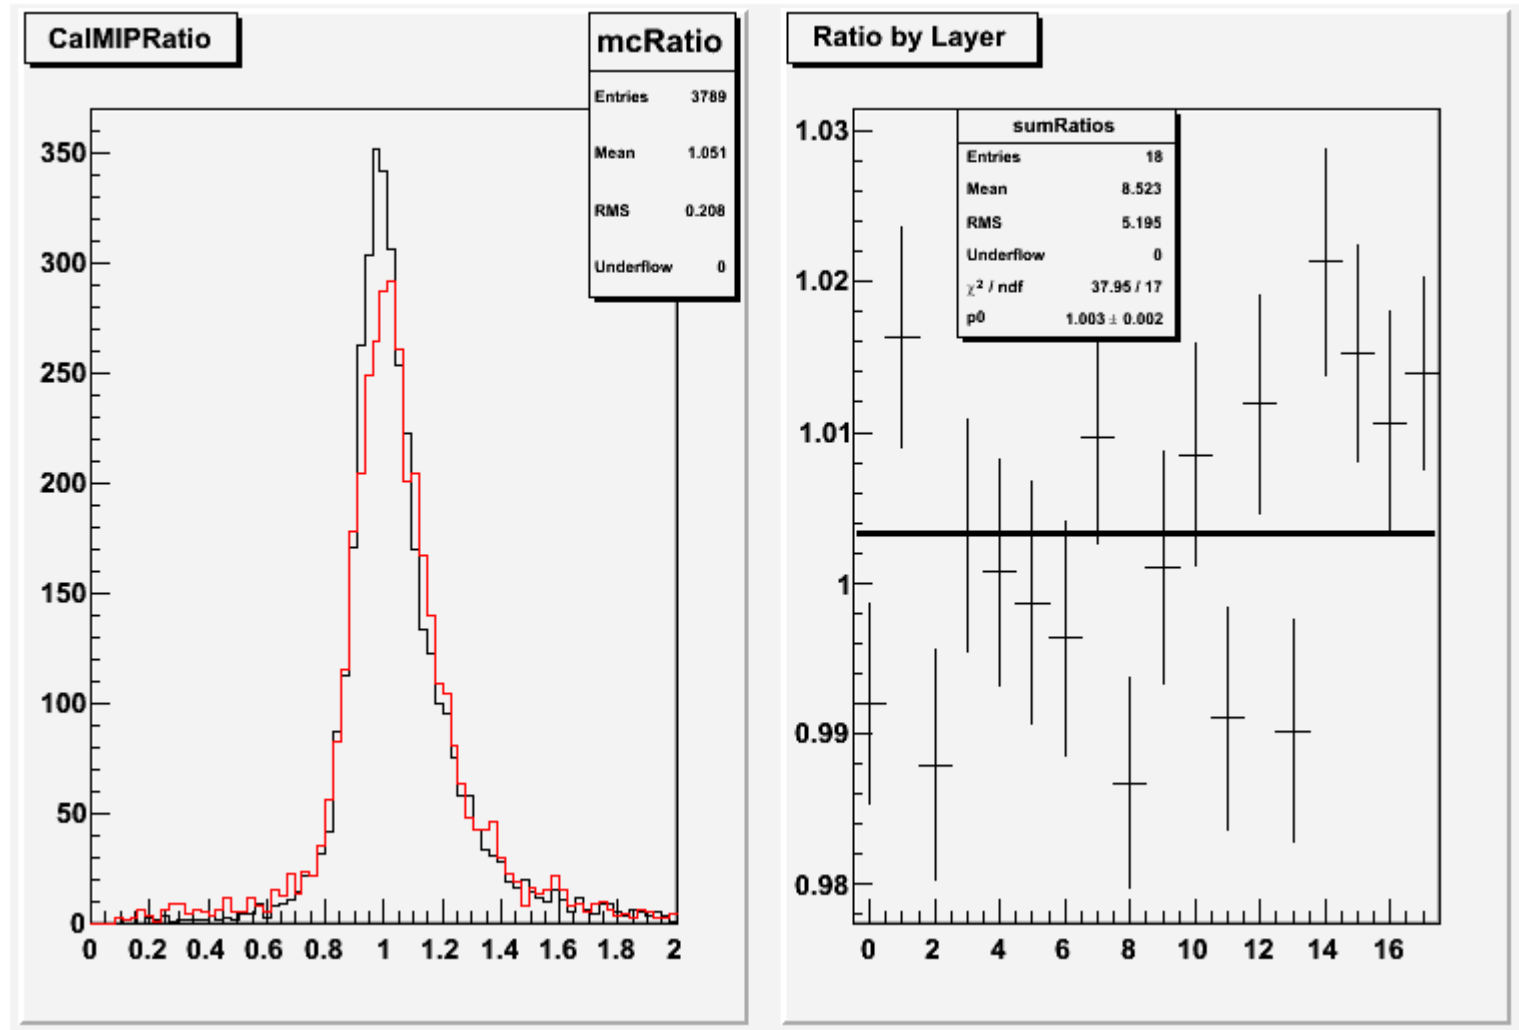 CalMIPRatio
mcRatio
Entries 3789
Mean 1.051
RMS 0.208
Underflow 0
350
300
250
200
150
100
50
0
0 0.2 0.4 0.6 0.8 1 1.2 1.4 1.6 1.8 2
Ratio by Layer
sumRatios
Entries 18
Mean 8.523
RMS 5.195
Underflow 0
χ² / ndf 37.95 / 17
p0 1.003 ± 0.002
1.03
1.02
1.01
1
0.99
0.98
0 2 4 6 8 10 12 14 16